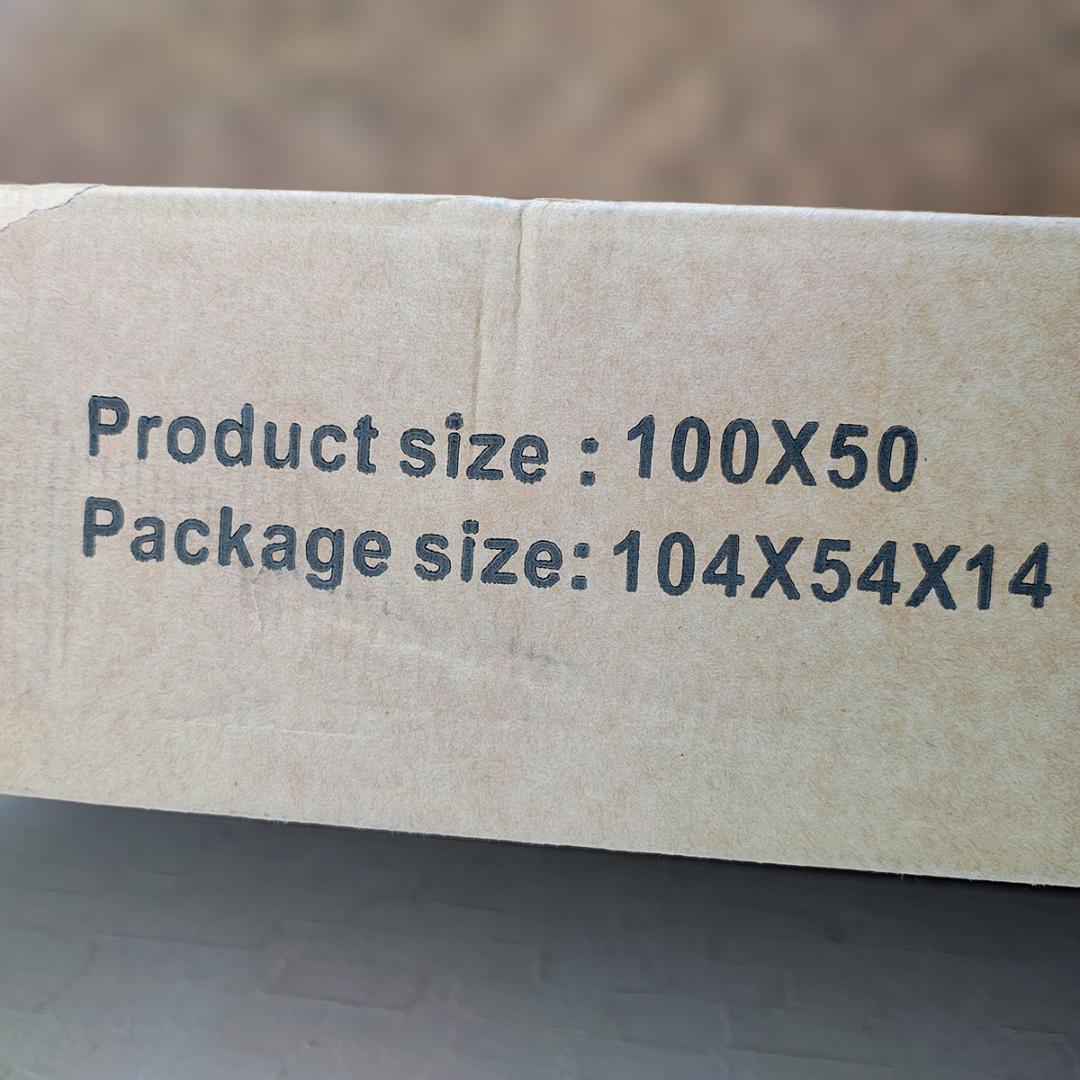 Product size : 100X50
Package size: 104X54X14